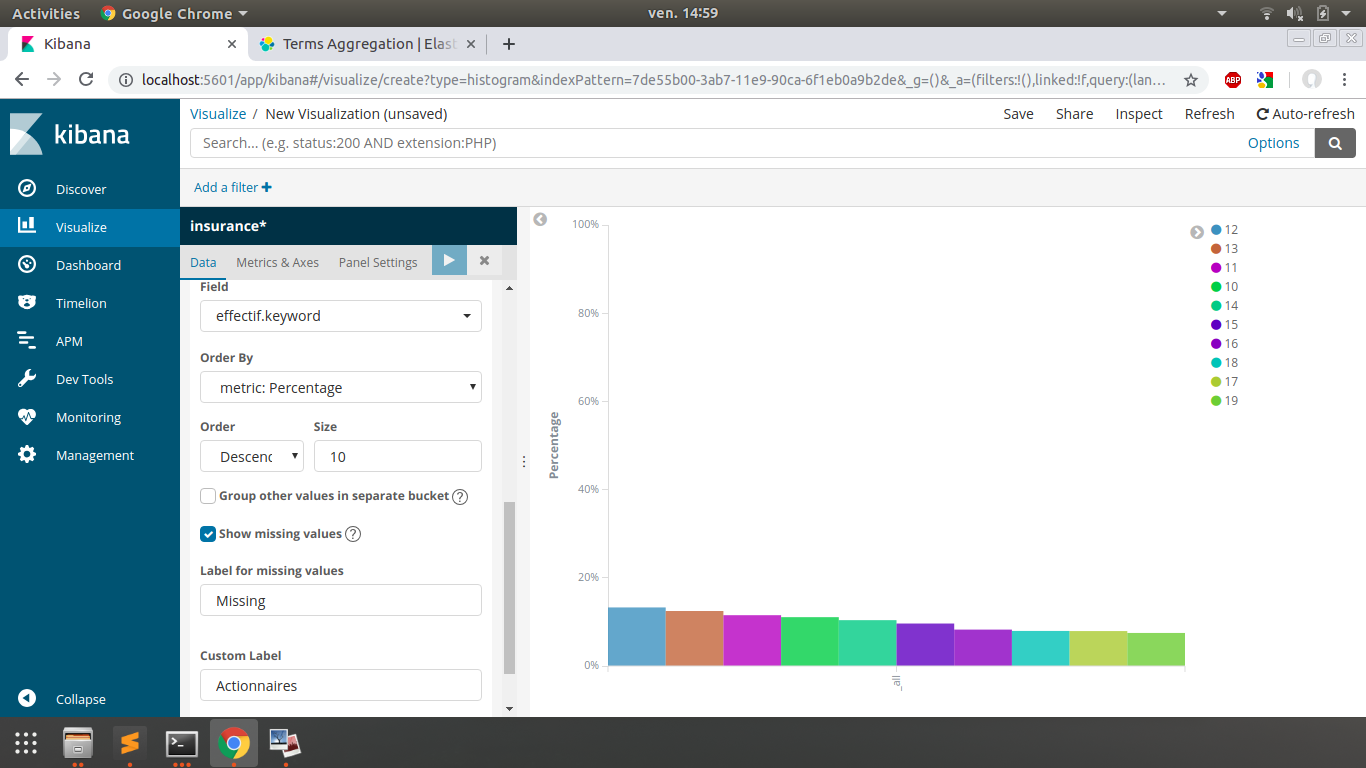 Activities
Google Chrome
ven. 14:59
Kibana
Terms Aggregation | Elast
localhost:5601/app/kibana#/visualize/create?type=histogram&indexPattern=7de55b00-3ab7-11e9-90ca-6f1eb0a9b2de&_g=()&_a=(filters:!(),linked:!f,query:(lan...
ABP
kibana
Visualize / New Visualization (unsaved)
Save
Share
Inspect
Refresh
Auto-refresh
Search... (e.g. status:200 AND extension:PHP)
Options
Add a filter +
Discover
Visualize
Dashboard
Timelion
APM
Dev Tools
Monitoring
Management
Collapse
insurance*
Data
Metrics & Axes
Panel Settings
Field
effectif.keyword
Order By
metric: Percentage
Order
Size
Descenc
10
Group other values in separate bucket ?
Show missing values ?
Label for missing values
Missing
Custom Label
Actionnaires
Percentage
100%
80%
60%
40%
20%
0%
_all
12
13
11
10
14
15
16
18
17
19